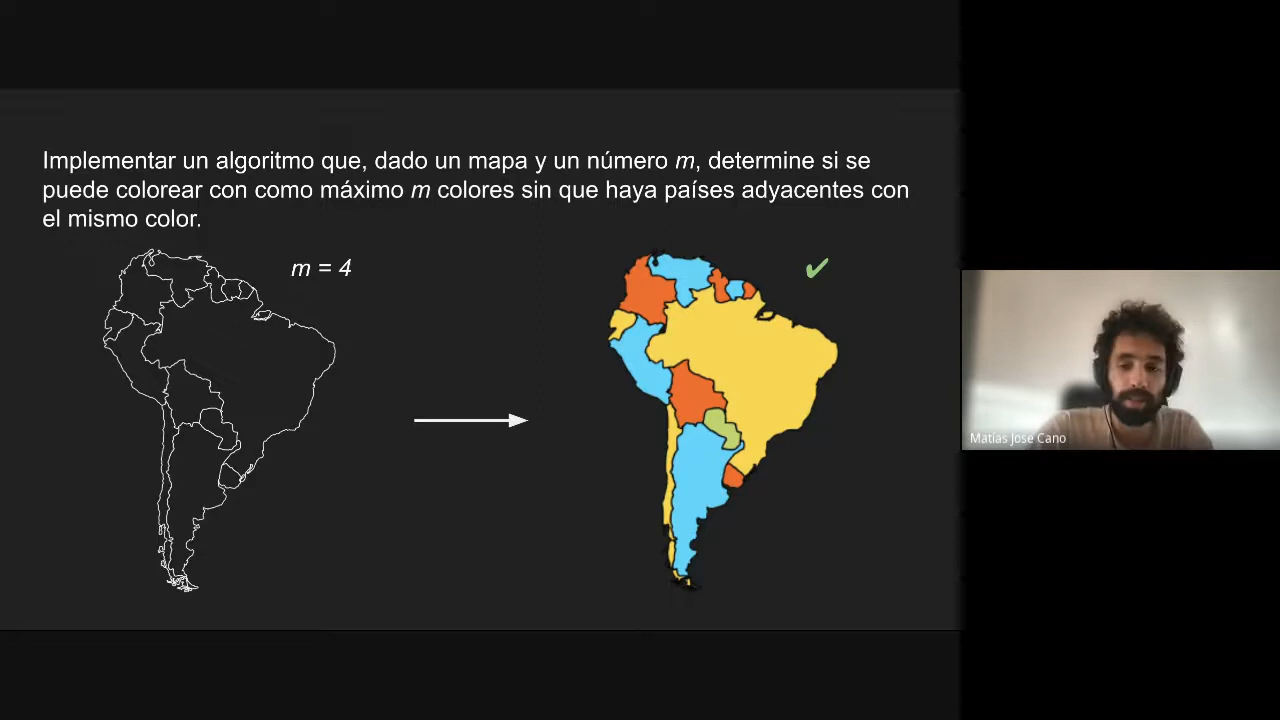 Implementar un algoritmo que, dado un mapa y un número m, determine si se
puede colorear con como máximo m colores sin que haya países adyacentes con
el mismo color.
m = 4
Matías Jose Cano